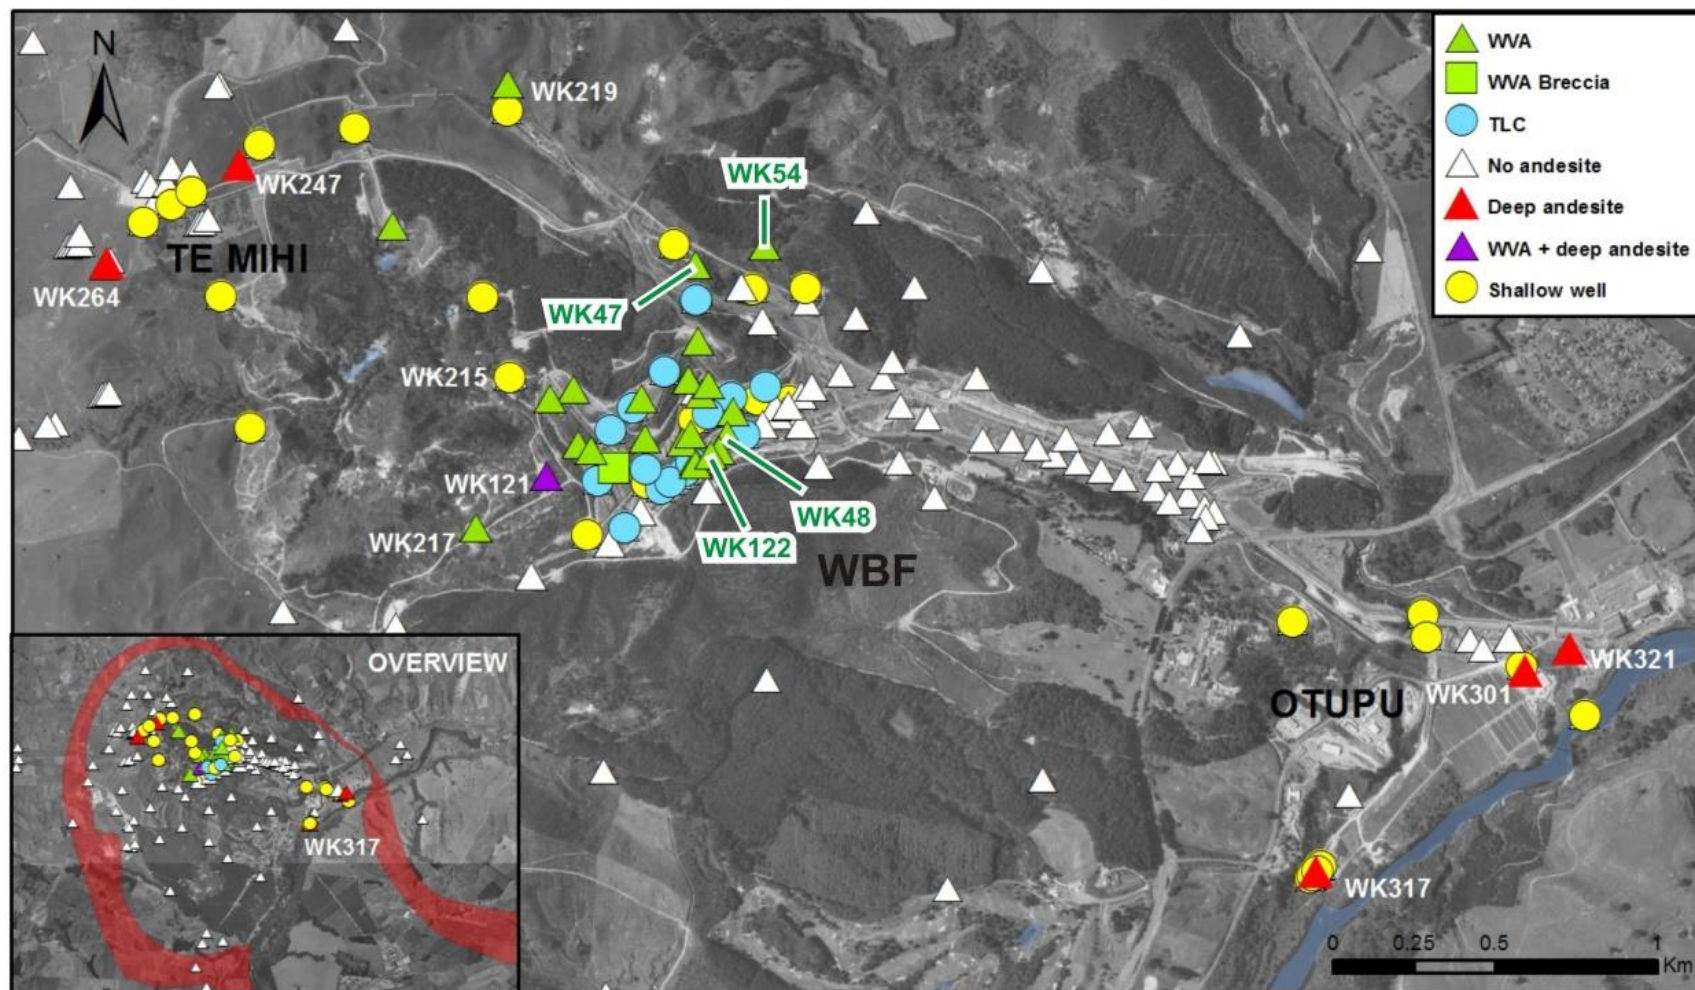 N
WK219
WK247
WK54
TE MIHI
WK264
WK47
WK215
WK121
WK48
WK217
WK122
WBF
WVA
WVA Breccia
TLC
No andesite
Deep andesite
WVA + deep andesite
Shallow well
OVERVIEW
WK317
WK321
WK301
OTUPU
WK317
0 0.25 0.5 1
Km